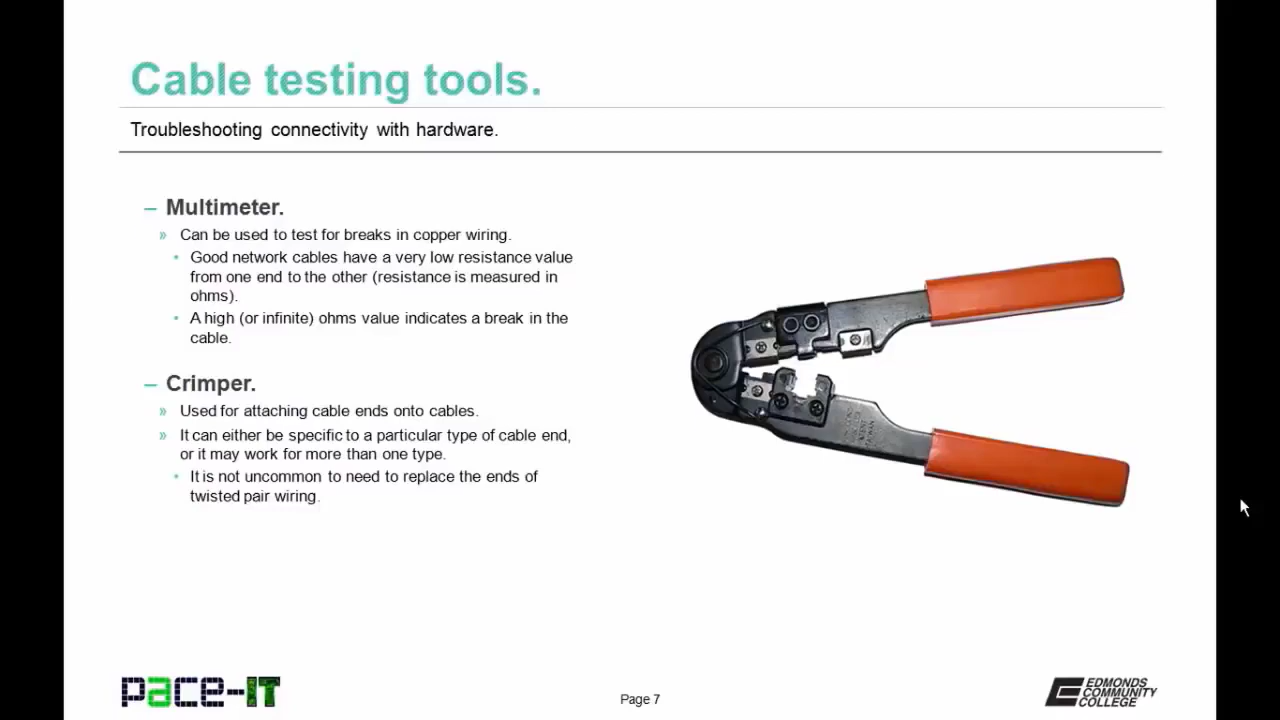 Cable testing tools.
Troubleshooting connectivity with hardware.
– Multimeter.
» Can be used to test for breaks in copper wiring.
• Good network cables have a very low resistance value
from one end to the other (resistance is measured in
ohms).
• A high (or infinite) ohms value indicates a break in the
cable.
– Crimper.
» Used for attaching cable ends onto cables.
» It can either be specific to a particular type of cable end,
or it may work for more than one type.
• It is not uncommon to need to replace the ends of
twisted pair wiring.
pace-IT
Page 7
EDMONDS
COMMUNITY
COLLEGE